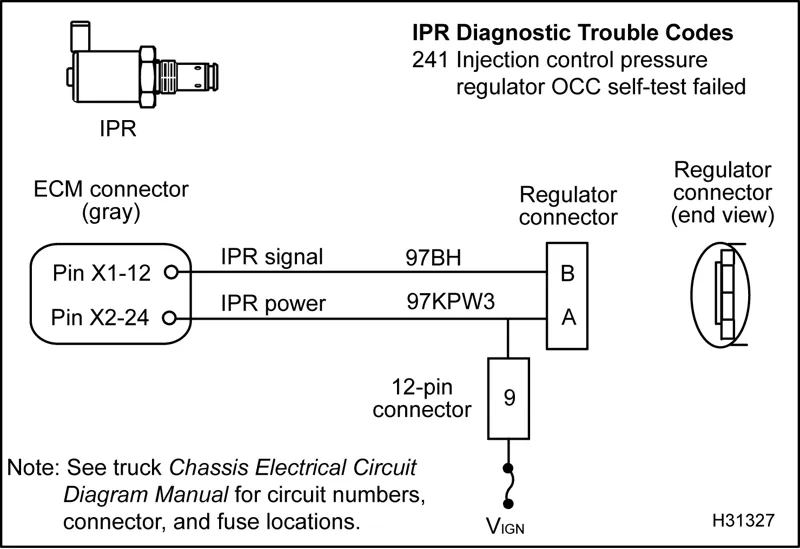 IPR Diagnostic Trouble Codes
241 Injection control pressure
regulator OCC self-test failed
IPR
ECM connector
(gray)
Regulator
connector
Regulator
connector
(end view)
Pin X1-12
IPR signal
97BH
B
Pin X2-24
IPR power
97KPW3
A
12-pin
connector
9
Note: See truck Chassis Electrical Circuit
Diagram Manual for circuit numbers,
connector, and fuse locations.
VIGN
H31327